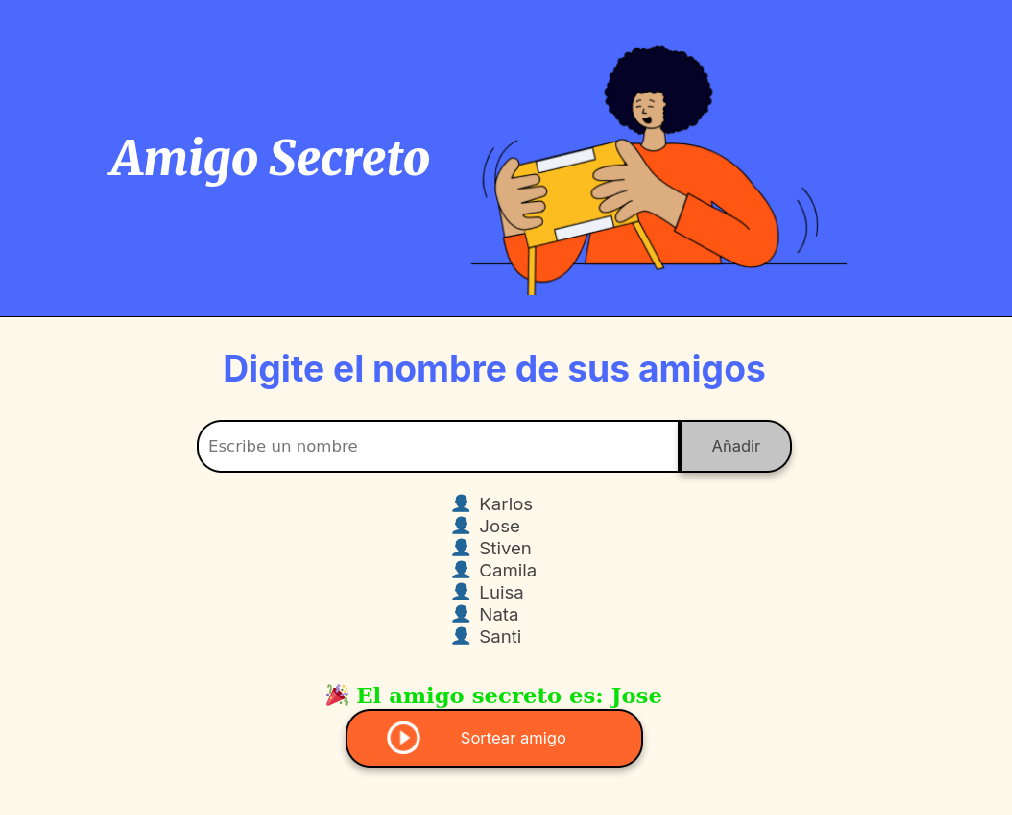 Amigo Secreto
Digite el nombre de sus amigos
Escribe un nombre
Añadir
👤 Karlos
👤 Jose
👤 Stiven
👤 Camila
👤 Luisa
👤 Nata
👤 Santi
🎉 El amigo secreto es: Jose
Sortear amigo